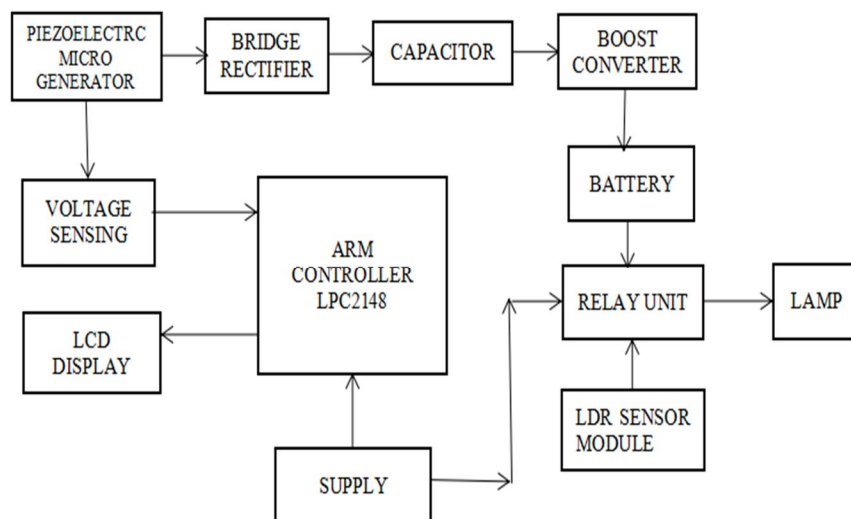 PIEZOELECTRC
MICRO
GENERATOR
BRIDGE
RECTIFIER
CAPACITOR
BOOST
CONVERTER
VOLTAGE
SENSING
ARM
CONTROLLER
LPC2148
BATTERY
LCD
DISPLAY
RELAY UNIT
LAMP
LDR SENSOR
MODULE
SUPPLY